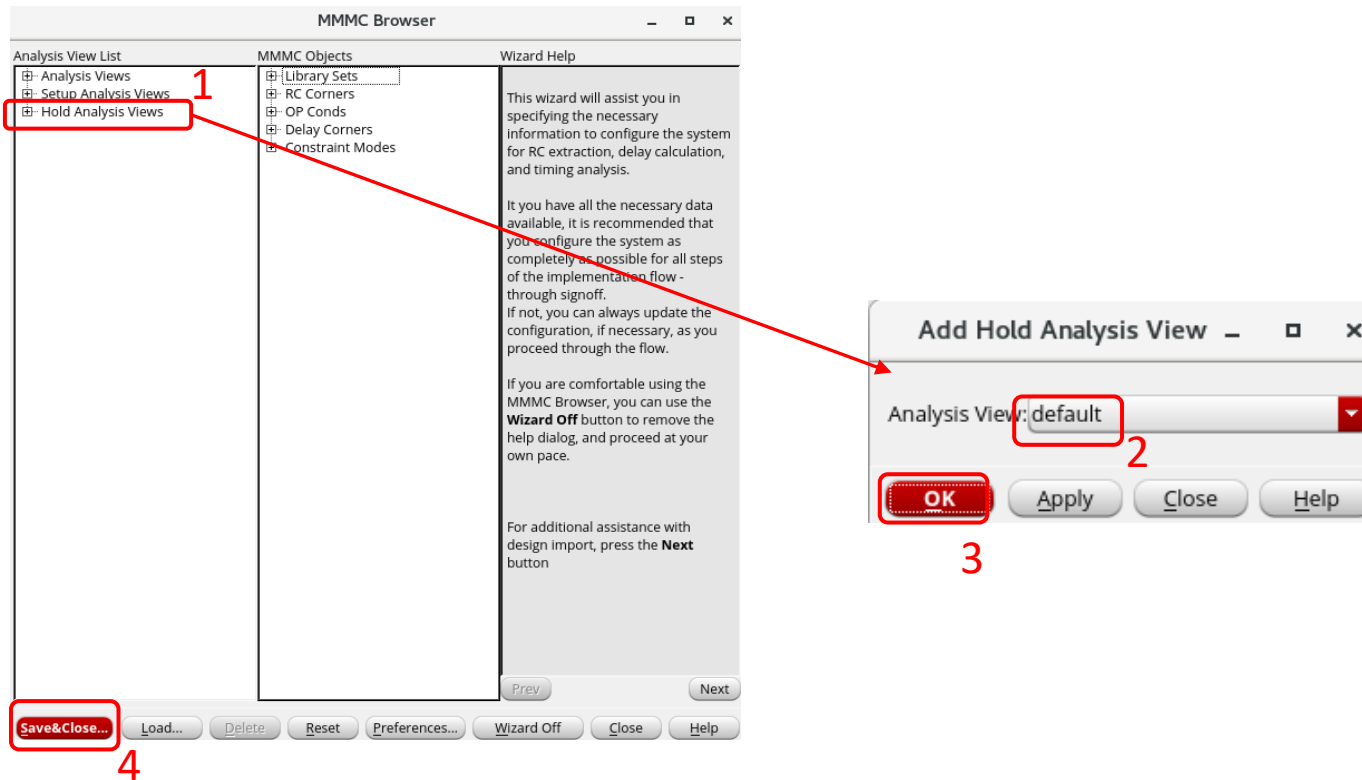 MMMC Browser
Analysis View List
Analysis Views
Setup Analysis Views
Hold Analysis Views
1
MMMC Objects
Library Sets
RC Corners
OP Conds
Delay Corners
Constraint Modes
Wizard Help
This wizard will assist you in
specifying the necessary
information to configure the system
for RC extraction, delay calculation,
and timing analysis.
It you have all the necessary data
available, it is recommended that
you configure the system as
completely as possible for all steps
of the implementation flow -
through signoff.
If not, you can always update the
configuration, if necessary, as you
proceed through the flow.
If you are comfortable using the
MMMC Browser, you can use the
Wizard Off button to remove the
help dialog, and proceed at your
own pace.
For additional assistance with
design import, press the Next
button
Prev
Next
Save&Close...
Load...
Delete
Reset
Preferences...
Wizard Off
Close
Help
4
Add Hold Analysis View
Analysis View: default
2
OK
Apply
Close
Help
3